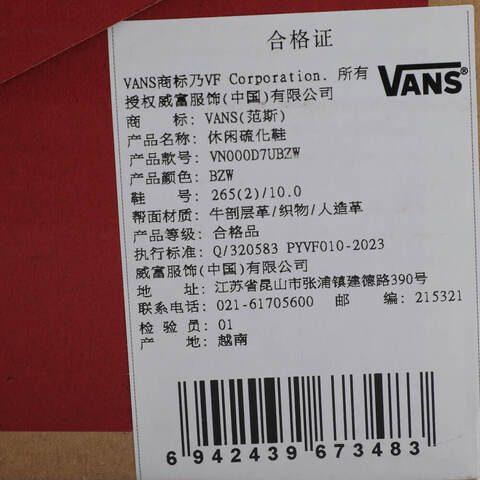 合格证
VANS商标乃VF Corporation. 所有
VANS®
授权威富服饰(中国)有限公司
商 标: VANS(范斯)
产品名称: 休闲硫化鞋
产品款号: VN000D7UBZW
产品颜色: BZW
鞋 号: 265(2)/10.0
帮面材质: 牛剖层革/织物/人造革
产品等级: 合格品
执行标准: Q/320583 PYVF010-2023
威富服饰(中国)有限公司
地 址: 江苏省昆山市张浦镇建德路390号
联系电话: 021-61705600 邮 编: 215321
检 验 员: 01
产 地: 越南
6 942439 673483